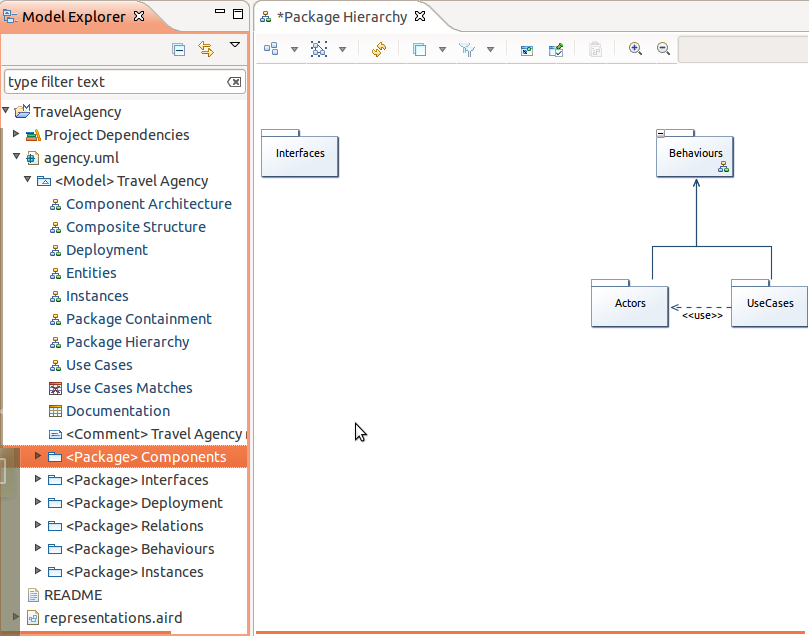 Model Explorer
type filter text
TravelAgency
Project Dependencies
agency.uml
<Model> Travel Agency
Component Architecture
Composite Structure
Deployment
Entities
Instances
Package Containment
Package Hierarchy
Use Cases
Use Cases Matches
Documentation
<Comment> Travel Agency
<Package> Components
<Package> Interfaces
<Package> Deployment
<Package> Relations
<Package> Behaviours
<Package> Instances
README
representations.aird
*Package Hierarchy
Interfaces
Behaviours
Actors
<<use>>
UseCases